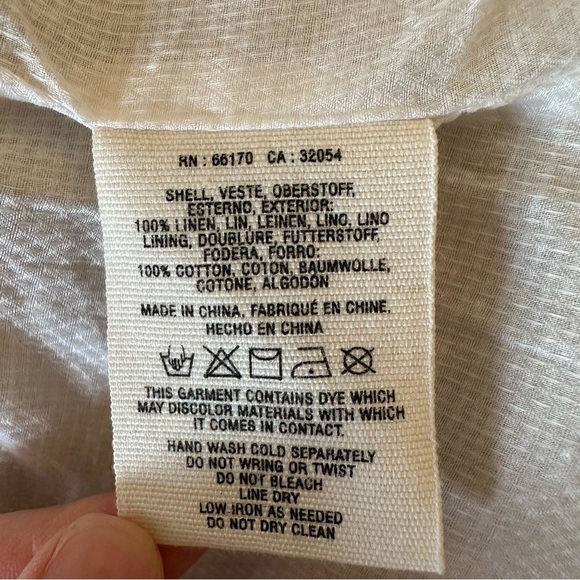 RN : 66170 CA : 32054
SHELL, VESTE, OBERSTOFF,
ESTERNO, EXTERIOR:
100% LINEN, LIN, LEINEN, LINO, LINO
LINING, DOUBLURE, FUTTERSTOFF,
FODERA, FORRO:
100% COTTON, COTON, BAUMWOLLE,
COTONE, ALGODÓN
MADE IN CHINA, FABRIQUÉ EN CHINE,
HECHO EN CHINA
THIS GARMENT CONTAINS DYE WHICH
MAY DISCOLOR MATERIALS WITH WHICH
IT COMES IN CONTACT.
HAND WASH COLD SEPARATELY
DO NOT WRING OR TWIST
DO NOT BLEACH
LINE DRY
LOW IRON AS NEEDED
DO NOT DRY CLEAN